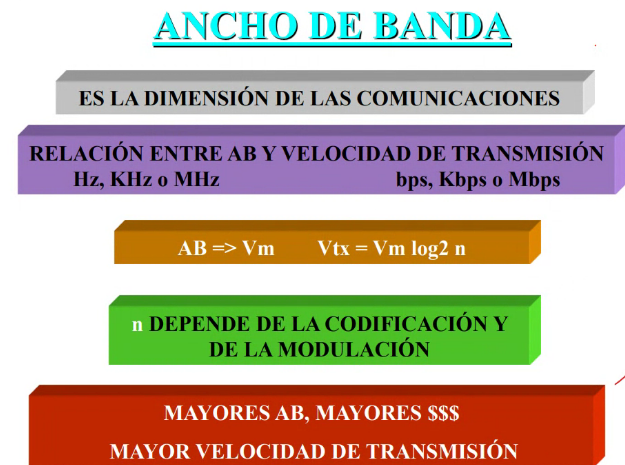 ANCHO DE BANDA
ES LA DIMENSIÓN DE LAS COMUNICACIONES
RELACIÓN ENTRE AB Y VELOCIDAD DE TRANSMISIÓN
Hz, KHz o MHz bps, Kbps o Mbps
AB => Vm Vtx = Vm log2 n
n DEPENDE DE LA CODIFICACIÓN Y
DE LA MODULACIÓN
MAYORES AB, MAYORES $$$
MAYOR VELOCIDAD DE TRANSMISIÓN